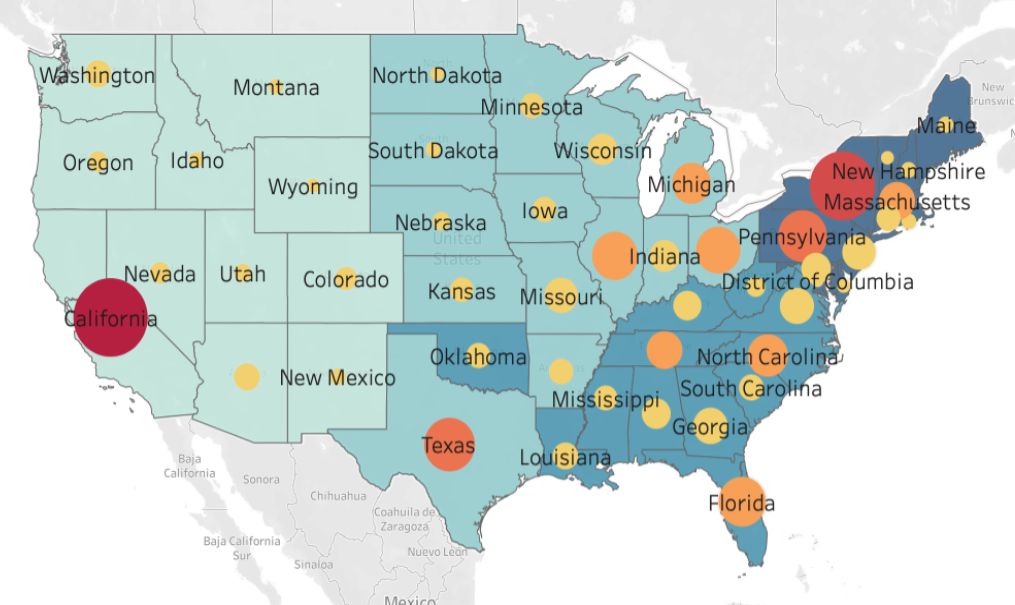 Washington
Montana
North Dakota
Minnesota
Maine
New
Brunswic
Oregon
Idaho
South Dakota
Wisconsin
Wyoming
Michigan
New Hampshire
Massachusetts
Nebraska
Iowa
United
States
Pennsylvania
Indiana
Nevada
Utah
Colorado
Kansas
Missouri
District of Columbia
California
Oklahoma
North Carolina
New Mexico
Mississippi
South Carolina
Georgia
Texas
Louisiana
Baja
California
Sonora
Chihuahua
Florida
Coahuila de
Zaragoza
Baja California
Sur
Sinaloa
Nuevo León
Mexico